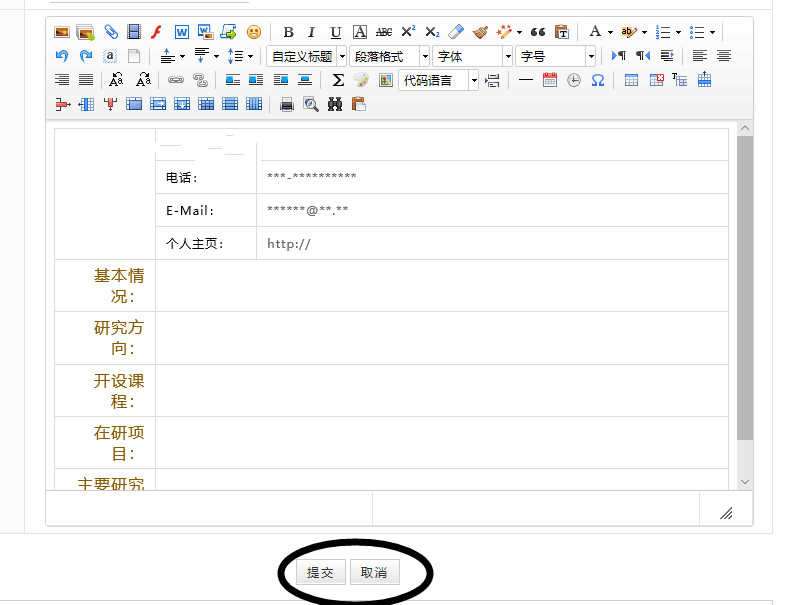 B I U A ABC X² X₂ A ab
a 自定义标题 段落格式 字体 字号
Σ 代码语言 Ω
电话： ***-**********
E-Mail： ******@**.**
个人主页： http://
基本情
况：
研究方
向：
开设课
程：
在研项
目：
主要研究
提交 取消